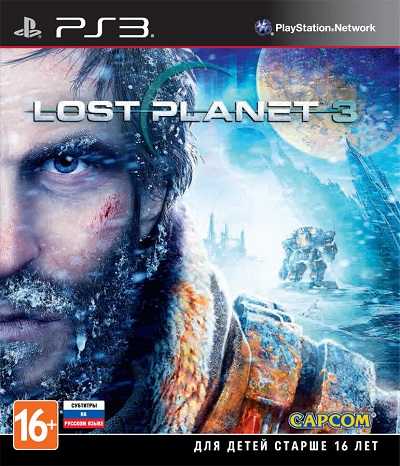 PS3
PlayStation®Network
LOST PLANET 3
16+
СУБТИТРЫ
НА
РУССКОМ ЯЗЫКЕ
CAPCOM
ДЛЯ ДЕТЕЙ СТАРШЕ 16 ЛЕТ